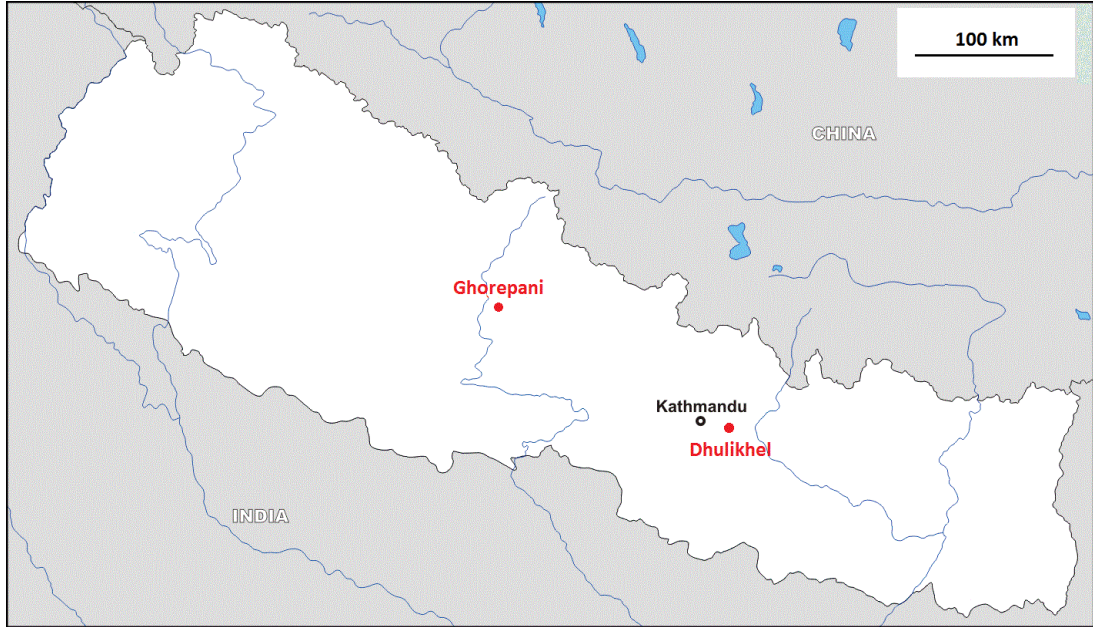 100 km
CHINA
Ghorepani
Kathmandu
Dhulikhel
INDIA